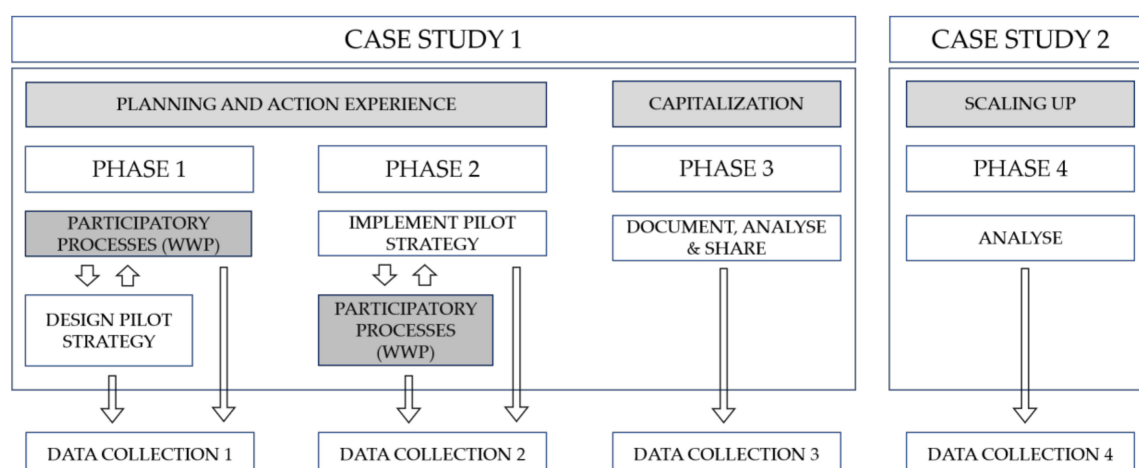 CASE STUDY 1
CASE STUDY 2
PLANNING AND ACTION EXPERIENCE
CAPITALIZATION
SCALING UP
PHASE 1
PHASE 2
PHASE 3
PHASE 4
PARTICIPATORY
PROCESSES (WWP)
IMPLEMENT PILOT
STRATEGY
DOCUMENT, ANALYSE
& SHARE
ANALYSE
DESIGN PILOT
STRATEGY
PARTICIPATORY
PROCESSES
(WWP)
DATA COLLECTION 1
DATA COLLECTION 2
DATA COLLECTION 3
DATA COLLECTION 4